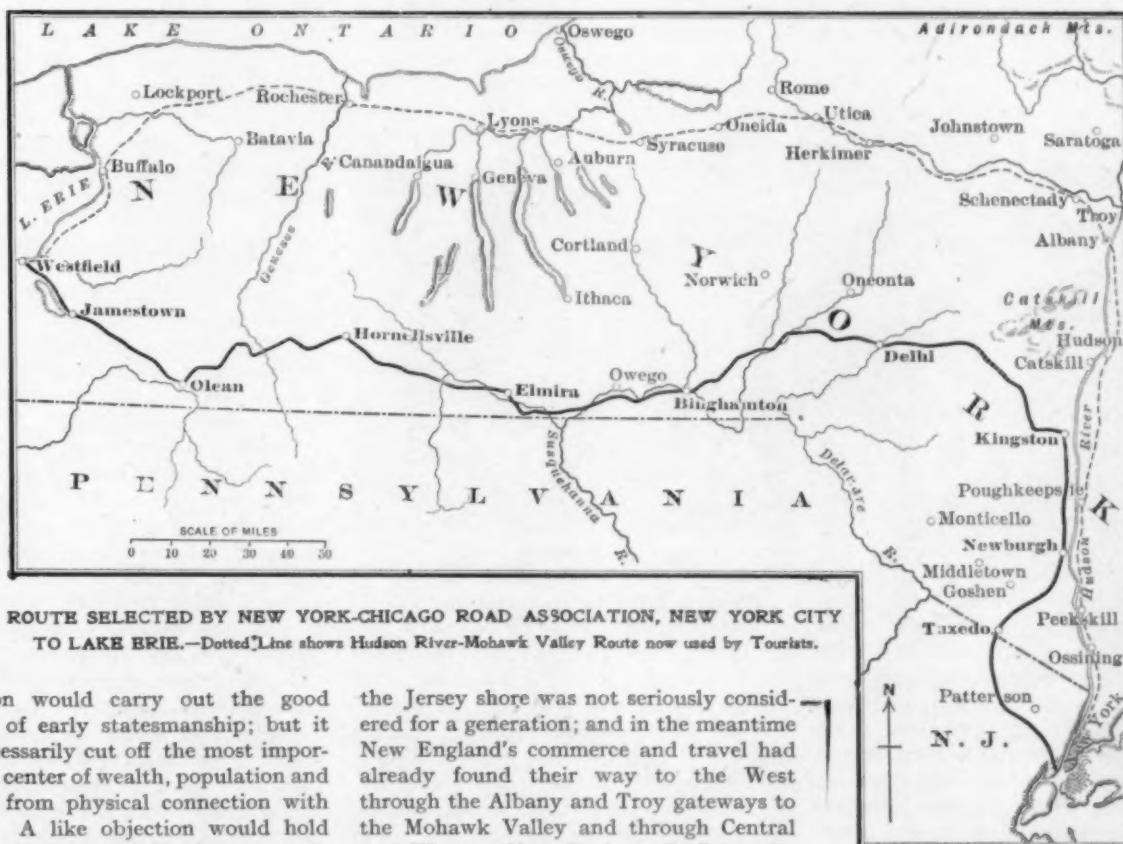 LAKE ONTARIO
Oswego
Oswego R.
Adirondack Mts.
Lockport
Rochester
Rome
Utica
Lyons
Oneida
Johnstown
Saratoga
Batavia
Syracuse
Herkimer
Buffalo
Canandaigua
Geneva
Auburn
L. ERIE
NEW YORK
Schenectady
Troy
Albany
Genesee R.
Cortland
Westfield
Norwich
Oneonta
Ithaca
Catskill
Mts.
Jamestown
Hornellsville
Hudson
Delhi
Catskill
Olean
Elmira
Owego
Binghamton
Kingston
Susquehanna
R.
Delaware
R.
Hudson River
PENNSYLVANIA
Poughkeepsie
Monticello
SCALE OF MILES
0 10 20 30 40 50
Newburgh
Middletown
Goshen
Hudson
Peekskill
Taxedo
Ossining
N
Patterson
York
N. J.
ROUTE SELECTED BY NEW YORK-CHICAGO ROAD ASSOCIATION, NEW YORK CITY
TO LAKE ERIE.—Dotted Line shows Hudson River-Mohawk Valley Route now used by Tourists.
on would carry out the good
of early statesmanship; but it
essarily cut off the most impor-
center of wealth, population and
from physical connection with
A like objection would hold
the Jersey shore was not seriously consid-
ered for a generation; and in the meantime
New England's commerce and travel had
already found their way to the West
through the Albany and Troy gateways to
the Mohawk Valley and through Central